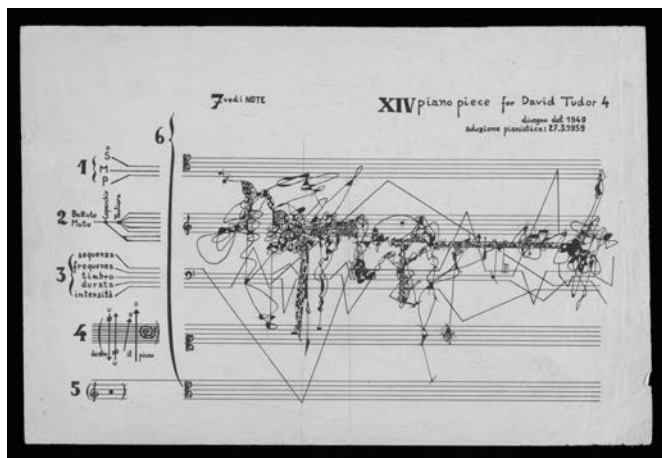 7 vedi NOTE
XIV piano piece for David Tudor 4
disegno del 1949
adozione pianistica: 27.3.1959
6
1 S
M
P
2 Battuto
Muto
3 sequenza
frequenza
timbro
durata
intensità
4
il piano
5